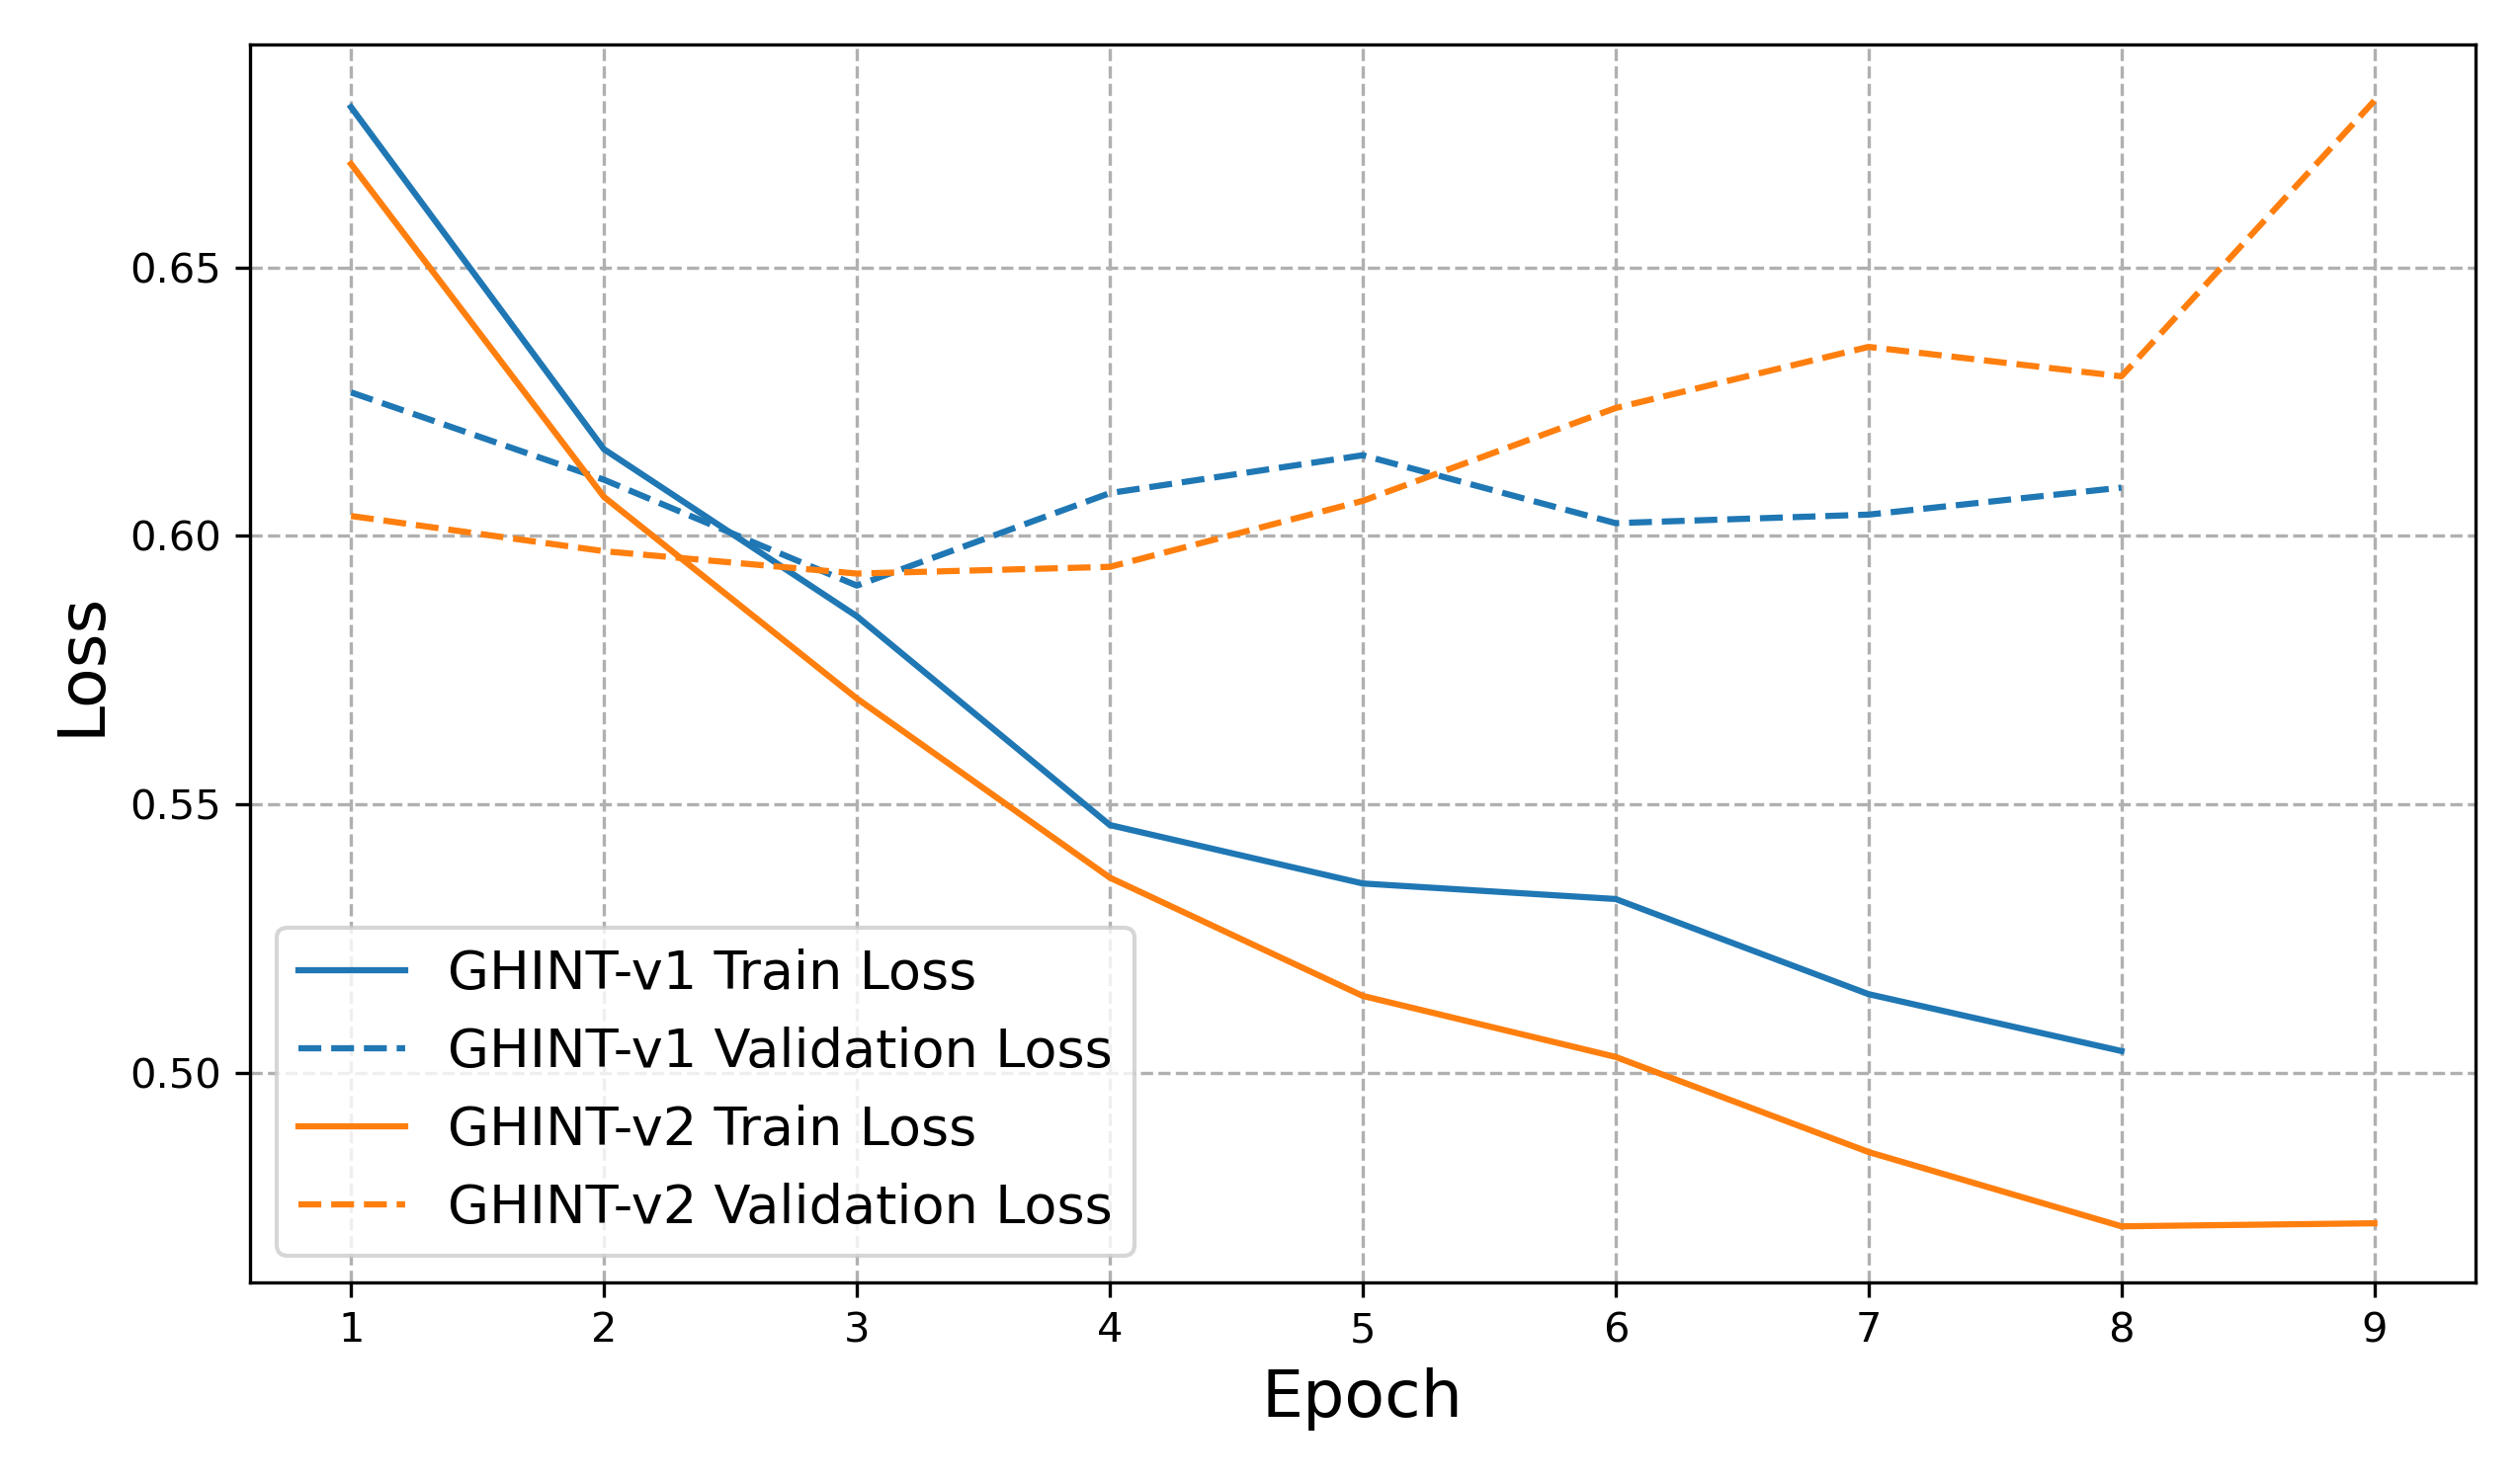 0.65
0.60
0.55
0.50
Loss
GHINT-v1 Train Loss
GHINT-v1 Validation Loss
GHINT-v2 Train Loss
GHINT-v2 Validation Loss
1 2 3 4 5 6 7 8 9
Epoch